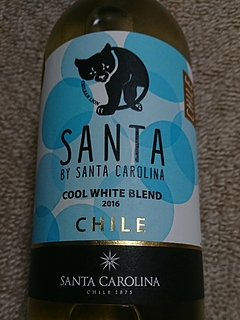 SANTA
BY SANTA CAROLINA
COOL WHITE BLEND
2016
CHILE
SANTA CAROLINA
CHILE 1875